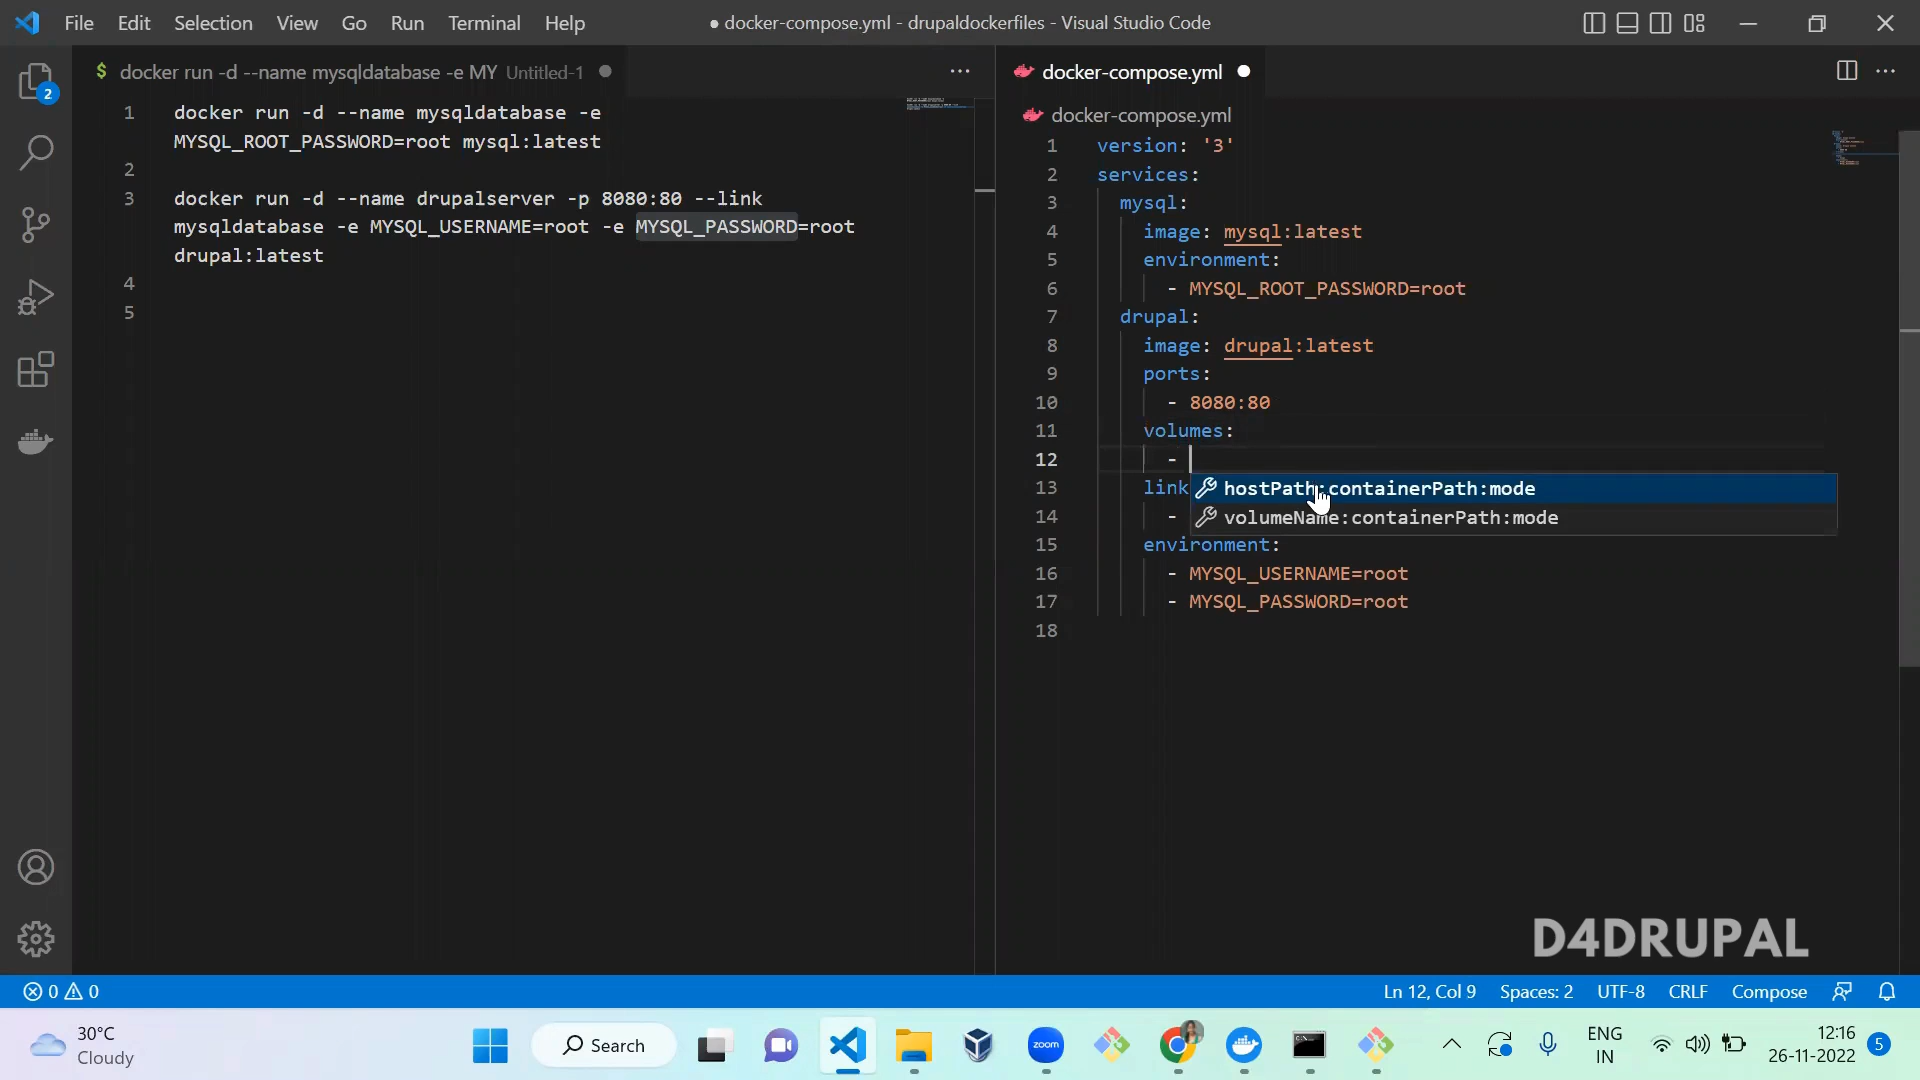 File Edit Selection View Go Run Terminal Help
● docker-compose.yml - drupaldockerfiles - Visual Studio Code
2
$ docker run -d --name mysqldatabase -e MY Untitled-1 ●
1 docker run -d --name mysqldatabase -e
MYSQL_ROOT_PASSWORD=root mysql:latest
2
3 docker run -d --name drupalserver -p 8080:80 --link
mysqldatabase -e MYSQL_USERNAME=root -e MYSQL_PASSWORD=root
drupal:latest
4
5
docker-compose.yml ●
docker-compose.yml
1 version: '3'
2 services:
3 mysql:
4 image: mysql:latest
5 environment:
6 - MYSQL_ROOT_PASSWORD=root
7 drupal:
8 image: drupal:latest
9 ports:
10 - 8080:80
11 volumes:
12 -
13 link
hostPath:containerPath:mode
14 -
volumeName:containerPath:mode
15 environment:
16 - MYSQL_USERNAME=root
17 - MYSQL_PASSWORD=root
18
D4DRUPAL
0 0
Ln 12, Col 9 Spaces: 2 UTF-8 CRLF Compose
30°C
Cloudy
Search
zoom
ENG
IN
12:16
26-11-2022
5